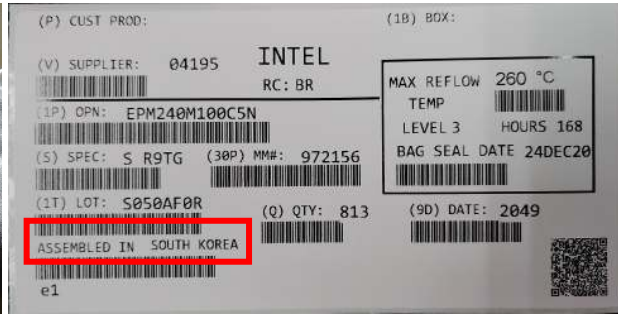 (P) CUST PROD:
(1B) BOX:
(V) SUPPLIER: 04195 INTEL
RC: BR
MAX REFLOW 260 °C
TEMP
LEVEL 3 HOURS 168
BAG SEAL DATE 24DEC20
(1P) OPN: EPM240M100C5N
(S) SPEC: S R9TG (30P) MM#: 972156
(1T) LOT: S050AF0R
(Q) QTY: 813
(9D) DATE: 2049
ASSEMBLED IN SOUTH KOREA
e1